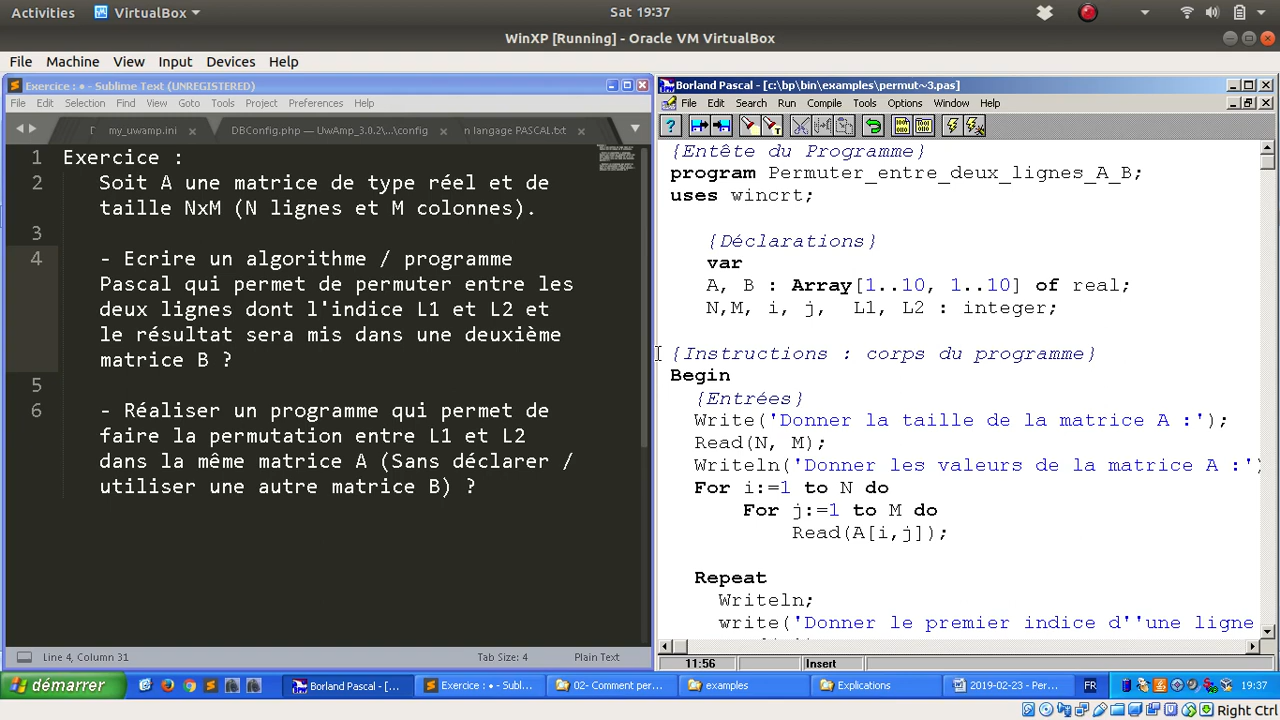 Activities VirtualBox Sat 19:37
WinXP [Running] - Oracle VM VirtualBox
File Machine View Input Devices Help
Exercice : • - Sublime Text (UNREGISTERED)
File Edit Selection Find View Goto Tools Project Preferences Help
my_uwamp.ini DBConfig.php — UwAmp_3.0.2\...\config n langage PASCAL.txt
1 Exercice :
2 Soit A une matrice de type réel et de
taille NxM (N lignes et M colonnes).
3
4 - Ecrire un algorithme / programme
Pascal qui permet de permuter entre les
deux lignes dont l'indice L1 et L2 et
le résultat sera mis dans une deuxième
matrice B ?
5
6 - Réaliser un programme qui permet de
faire la permutation entre L1 et L2
dans la même matrice A (Sans déclarer /
utiliser une autre matrice B) ?
Line 4, Column 31 Tab Size: 4 Plain Text
Borland Pascal - [c:\bp\bin\examples\permut~3.pas]
File Edit Search Run Compile Tools Options Window Help
{Entête du Programme}
program Permuter_entre_deux_lignes_A_B;
uses wincrt;
{Déclarations}
var
A, B : Array[1..10, 1..10] of real;
N,M, i, j, L1, L2 : integer;
{Instructions : corps du programme}
Begin
{Entrées}
Write('Donner la taille de la matrice A :');
Read(N, M);
Writeln('Donner les valeurs de la matrice A :'
For i:=1 to N do
For j:=1 to M do
Read(A[i,j]);
Repeat
Writeln;
write('Donner le premier indice d''une ligne
11:56 Insert
démarrer Borland Pascal - [... Exercice : • - Subl... 02- Comment per... examples Explications 2019-02-23 - Per... FR 19:37
Right Ctrl